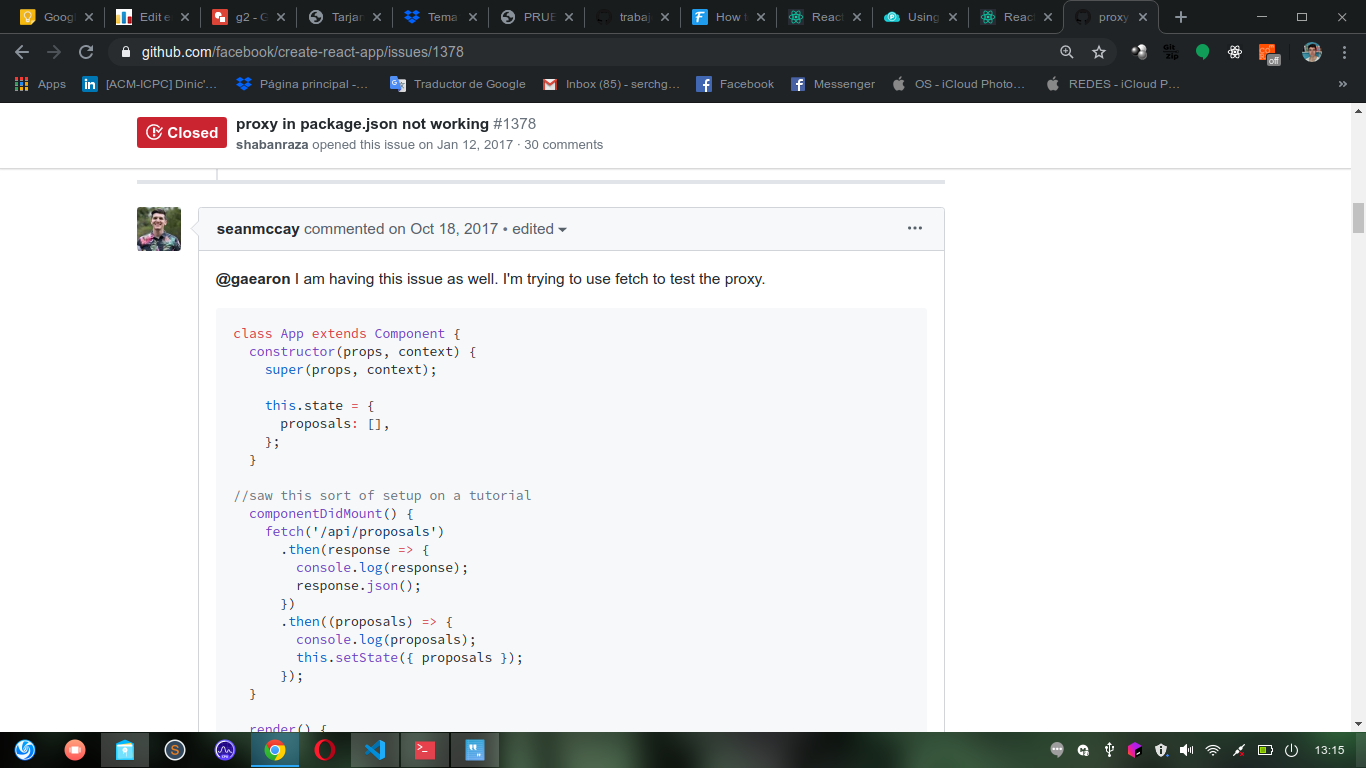 Goog
Edit e
g2 - G
Tarjan
Tema
PRUE
trabaj
How t
React
Using
React
proxy
github.com/facebook/create-react-app/issues/1378
Git
Zip
off
Apps
[ACM-ICPC] Dinic'...
Página principal -...
Traductor de Google
Inbox (85) - serchg...
Facebook
Messenger
OS - iCloud Photo...
REDES - iCloud P...
»
Closed
proxy in package.json not working #1378
shabanraza opened this issue on Jan 12, 2017 · 30 comments
seanmccay commented on Oct 18, 2017 • edited
@gaearon I am having this issue as well. I'm trying to use fetch to test the proxy.
class App extends Component {
  constructor(props, context) {
    super(props, context);
    this.state = {
      proposals: [],
    };
  }
//saw this sort of setup on a tutorial
  componentDidMount() {
    fetch('/api/proposals')
      .then(response => {
        console.log(response);
        response.json();
      })
      .then((proposals) => {
        console.log(proposals);
        this.setState({ proposals });
      });
  }
  render() {
13:15